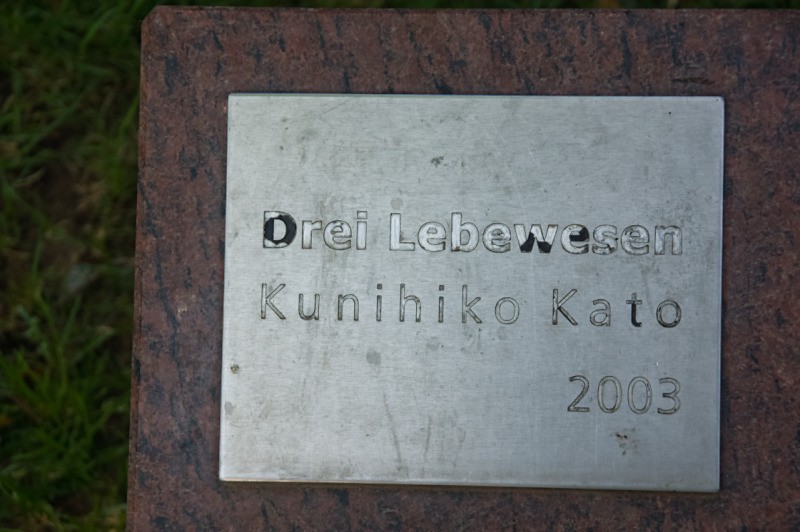 Drei Lebewesen
Kunihiko Kato
2003